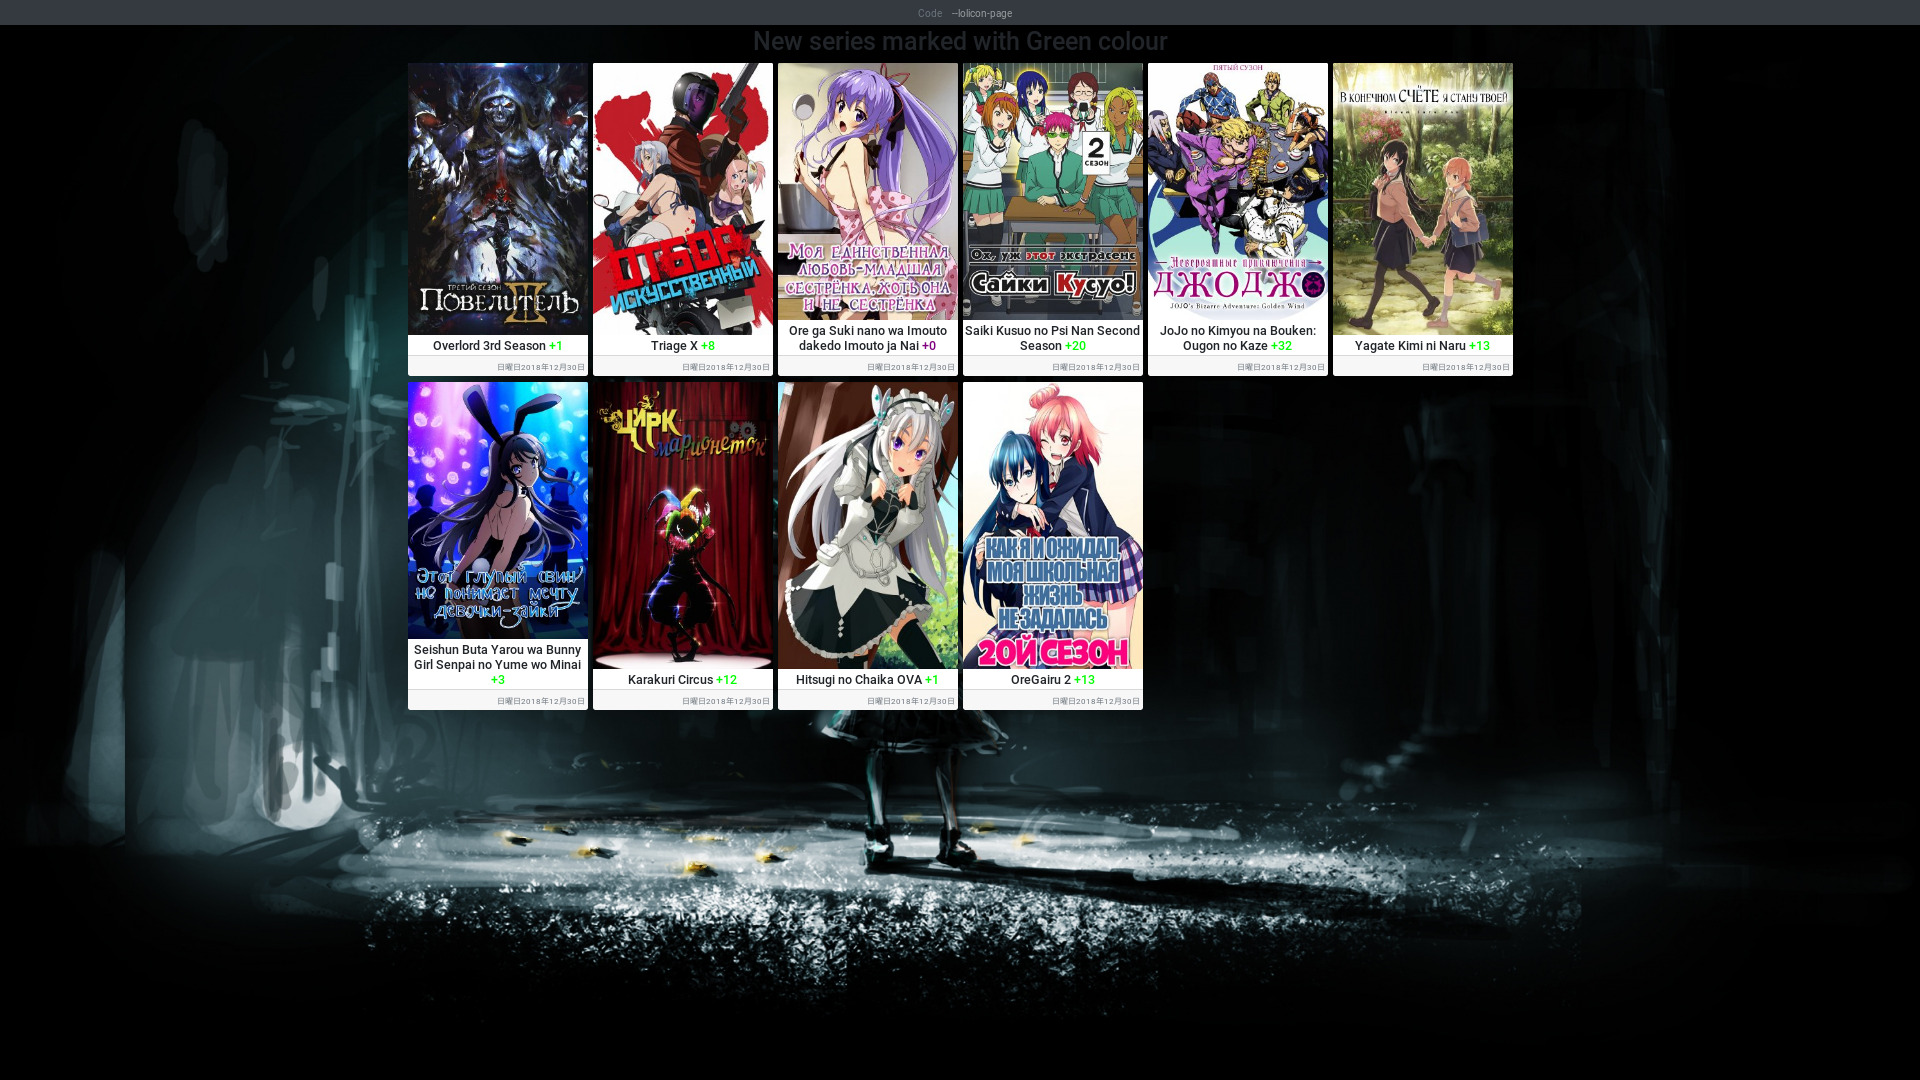 Code --lolicon-page
New series marked with Green colour
ТРЕТИЙ СЕЗОН
ПОВЕЛИТЕЛЬ
III
Overlord 3rd Season +1
日曜日2018年12月30日
ОТБОР
ИСКУССТВЕННЫЙ
Triage X +8
日曜日2018年12月30日
Моя единственная
любовь-младшая
сестрёнка, хоть она
и не сестрёнка
Ore ga Suki nano wa Imouto
dakedo Imouto ja Nai +0
日曜日2018年12月30日
2
СЕЗОН
Ох, уж этот экстрасенс
Сайки Кусуо!
Saiki Kusuo no Psi Nan Second
Season +20
日曜日2018年12月30日
ПЯТЫЙ СУЗОН
Невероятные приключения
ДЖОДЖО
JOJO's Bizarre Adventure: Golden Wind
JoJo no Kimyou na Bouken:
Ougon no Kaze +32
日曜日2018年12月30日
В КОНЕЧНОМ СЧЁТЕ Я СТАНУ ТВОЕЙ
Yagate Kimi ni Naru +13
日曜日2018年12月30日
Этот глупый свин
не понимает мечту
девочки-зайки
Seishun Buta Yarou wa Bunny
Girl Senpai no Yume wo Minai
+3
日曜日2018年12月30日
ЦИРК
марионеток
Karakuri Circus +12
日曜日2018年12月30日
Hitsugi no Chaika OVA +1
日曜日2018年12月30日
КАК Я И ОЖИДАЛ,
МОЯ ШКОЛЬНАЯ
ЖИЗНЬ
НЕ ЗАДАЛАСЬ
2ОЙ СЕЗОН
OreGairu 2 +13
日曜日2018年12月30日